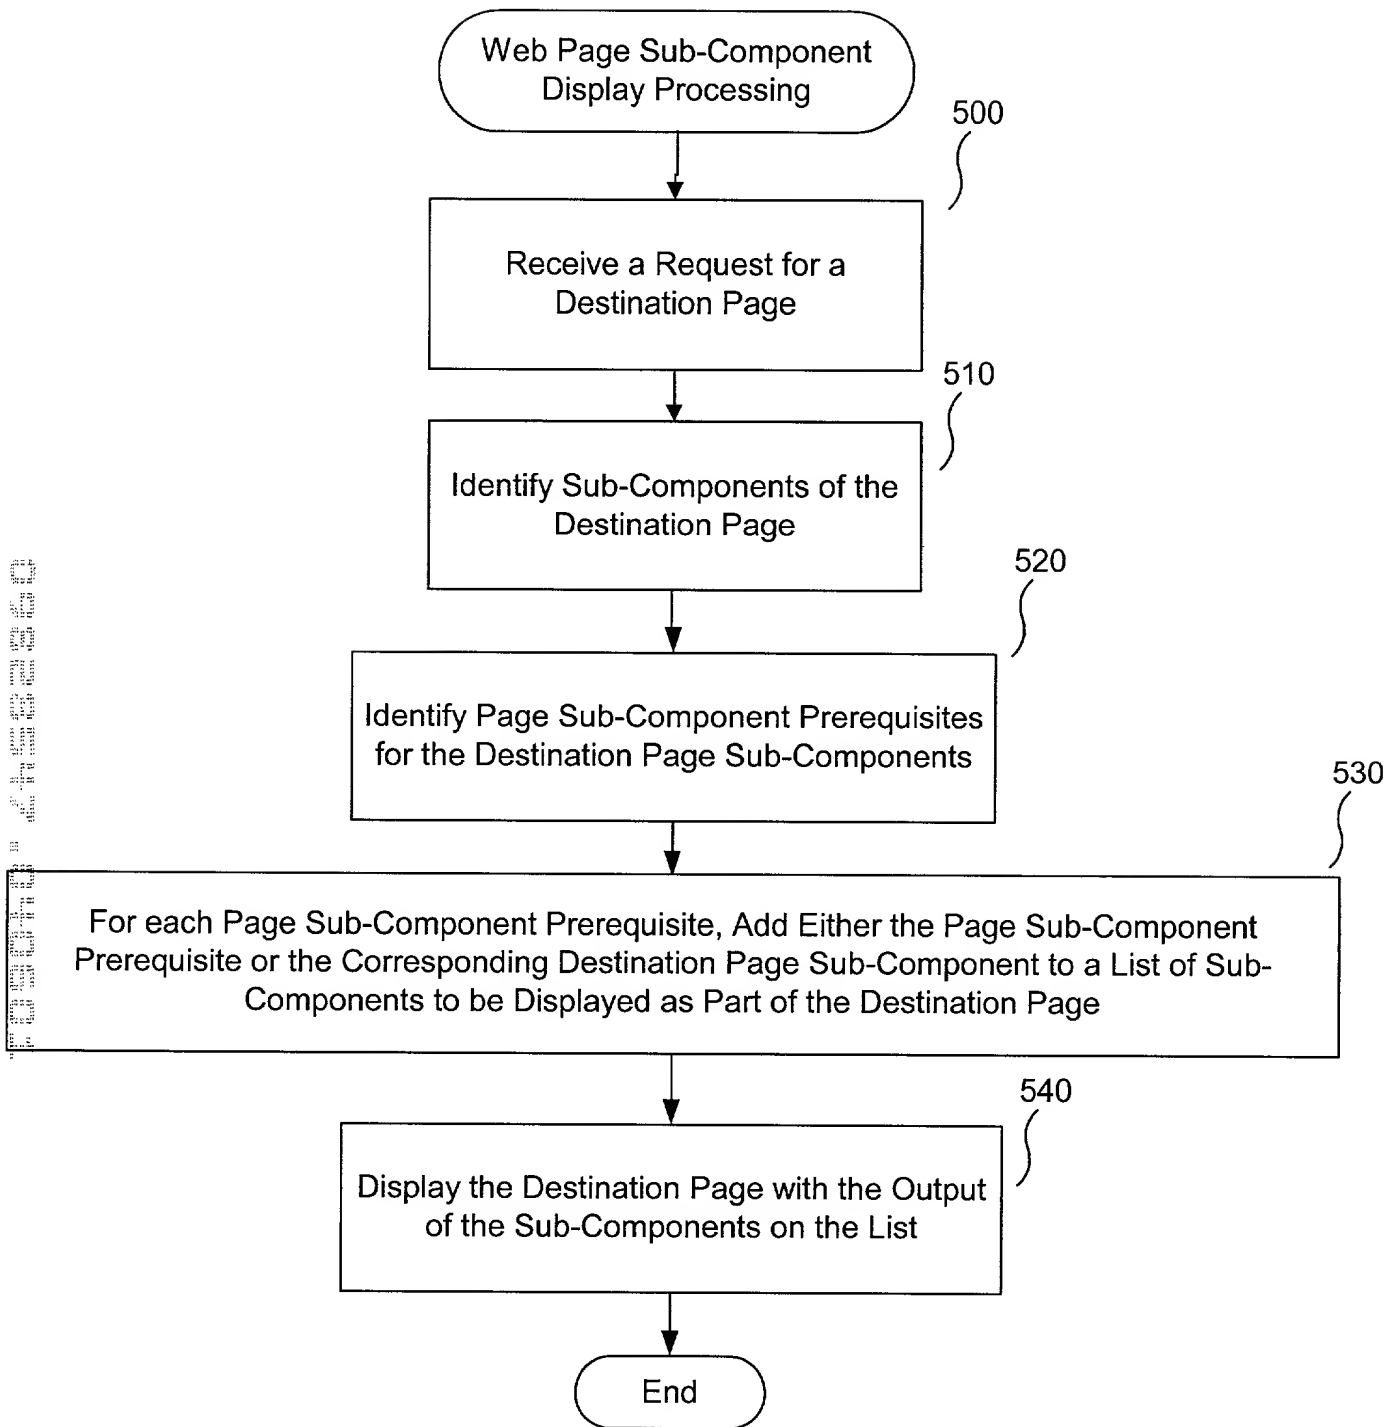 Web Page Sub-Component
Display Processing
500
Receive a Request for a
Destination Page
510
Identify Sub-Components of the
Destination Page
520
Identify Page Sub-Component Prerequisites
for the Destination Page Sub-Components
530
For each Page Sub-Component Prerequisite, Add Either the Page Sub-Component
Prerequisite or the Corresponding Destination Page Sub-Component to a List of Sub-
Components to be Displayed as Part of the Destination Page
540
Display the Destination Page with the Output
of the Sub-Components on the List
End